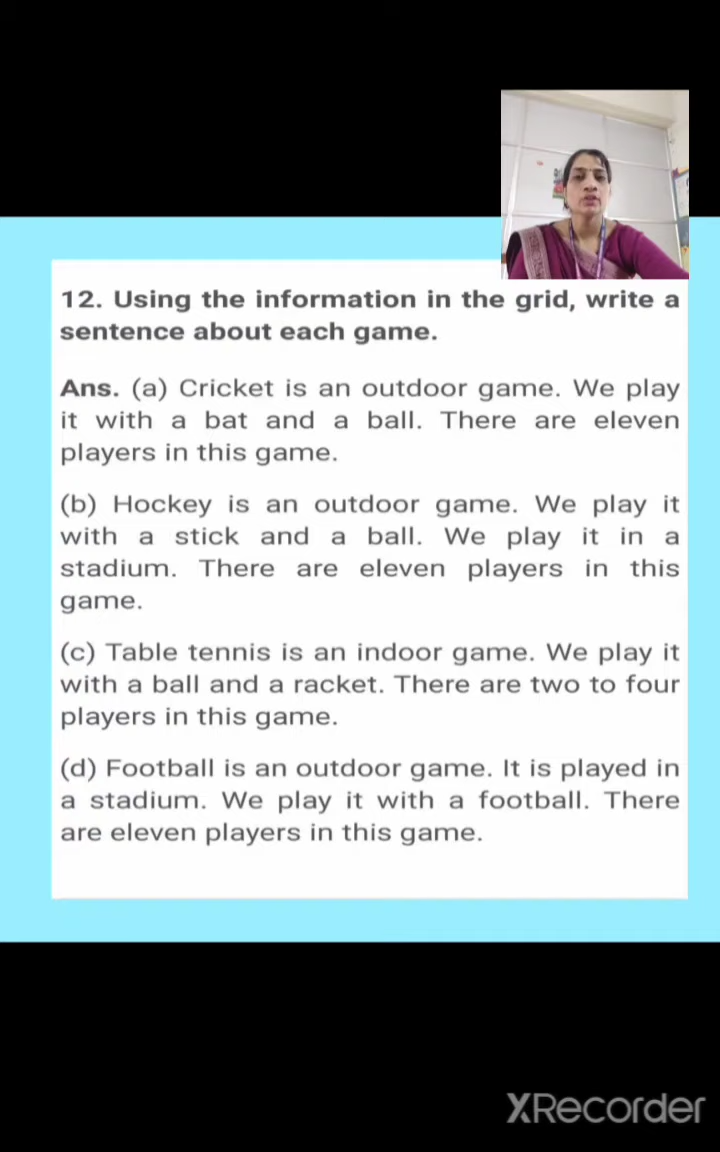 12. Using the information in the grid, write a
sentence about each game.
Ans. (a) Cricket is an outdoor game. We play
it with a bat and a ball. There are eleven
players in this game.
(b) Hockey is an outdoor game. We play it
with a stick and a ball. We play it in a
stadium. There are eleven players in this
game.
(c) Table tennis is an indoor game. We play it
with a ball and a racket. There are two to four
players in this game.
(d) Football is an outdoor game. It is played in
a stadium. We play it with a football. There
are eleven players in this game.
XRecorder